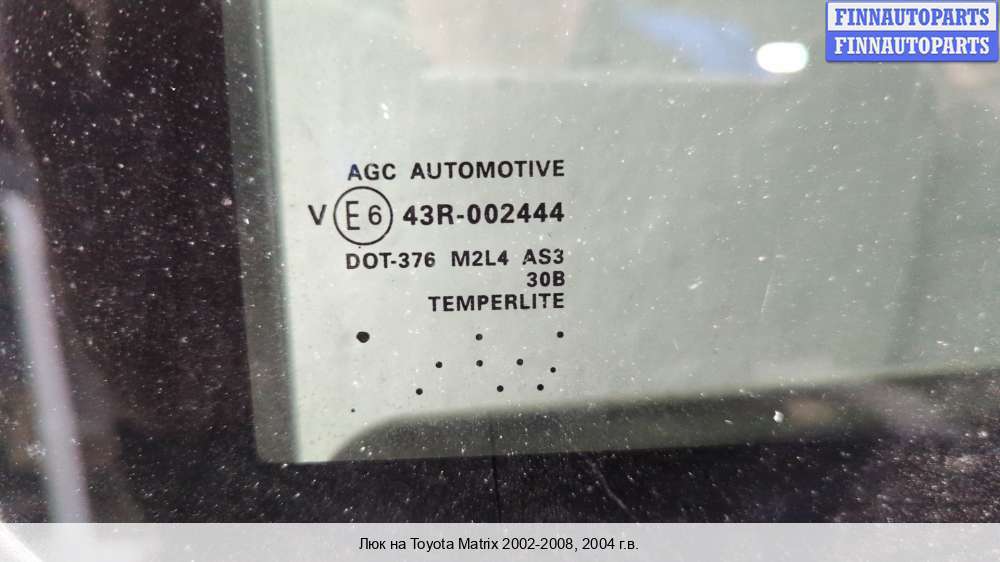 FINNAUTOPARTS
FINNAUTOPARTS
AGC AUTOMOTIVE
V E6 43R-002444
DOT-376 M2L4 AS3
30B
TEMPERLITE
Люк на Toyota Matrix 2002-2008, 2004 г.в.